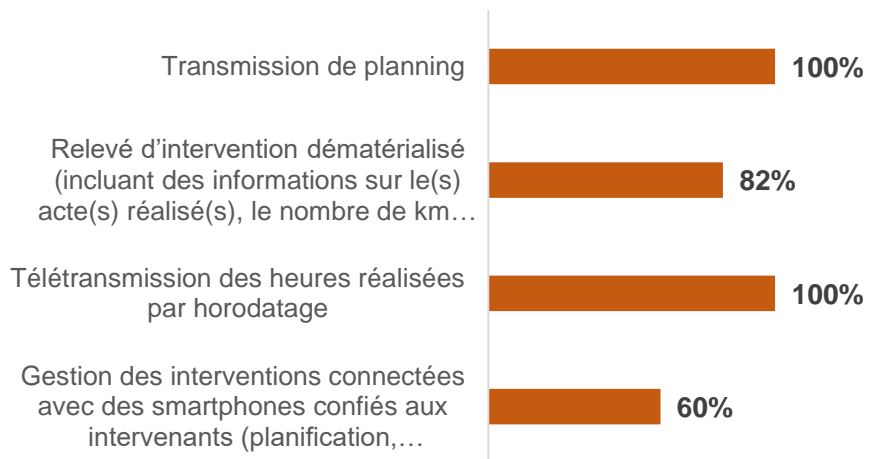 Transmission de planning
100%
Relevé d’intervention dématérialisé
(incluant des informations sur le(s)
acte(s) réalisé(s), le nombre de km…
82%
Télétransmission des heures réalisées
par horodatage
100%
Gestion des interventions connectées
avec des smartphones confiés aux
intervenants (planification,…
60%